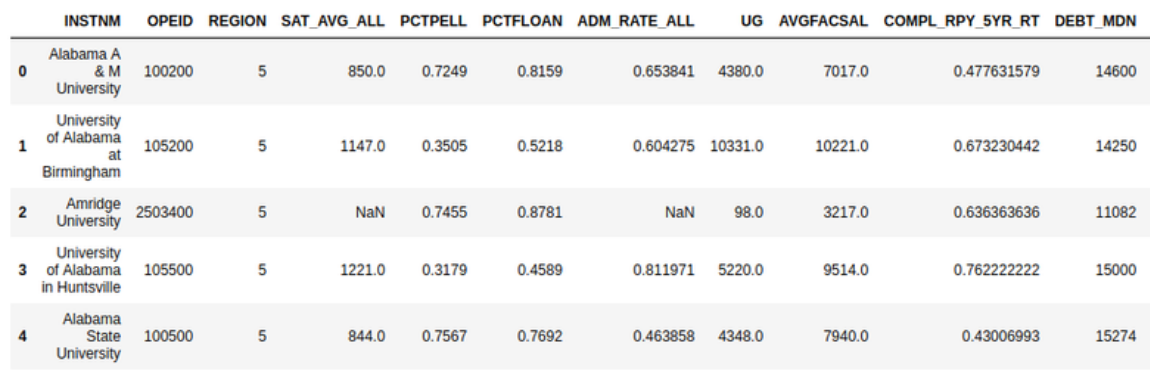 INSTNM OPEID REGION SAT_AVG_ALL PCTPELL PCTFLOAN ADM_RATE_ALL UG AVGFACSAL COMPL_RPY_5YR_RT DEBT_MDN
Alabama A
0 & M 100200 5 850.0 0.7249 0.8159 0.653841 4380.0 7017.0 0.477631579 14600
University
University
of Alabama
1 at 105200 5 1147.0 0.3505 0.5218 0.604275 10331.0 10221.0 0.673230442 14250
Birmingham
2 Amridge 2503400 5 NaN 0.7455 0.8781 NaN 98.0 3217.0 0.636363636 11082
University
University
3 of Alabama 105500 5 1221.0 0.3179 0.4589 0.811971 5220.0 9514.0 0.762222222 15000
in Huntsville
Alabama
4 State 100500 5 844.0 0.7567 0.7692 0.463858 4348.0 7940.0 0.43006993 15274
University